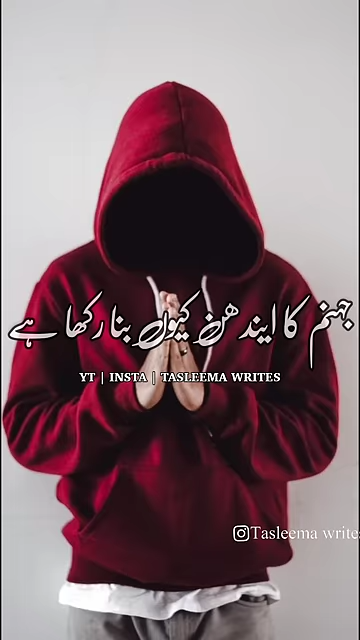 جہنم کا ایندھن کیوں بنا رکھا ہے
YT | INSTA | TASLEEMA WRITES
Tasleema writes